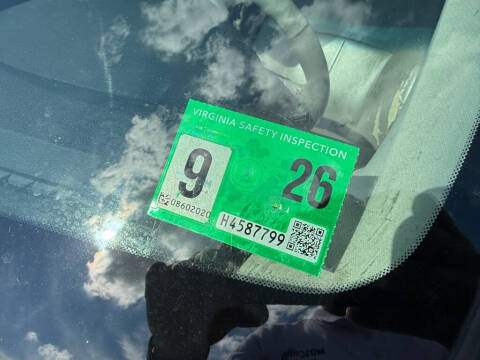 VIRGINIA SAFETY INSPECTION
9
26
08602020
H4587799